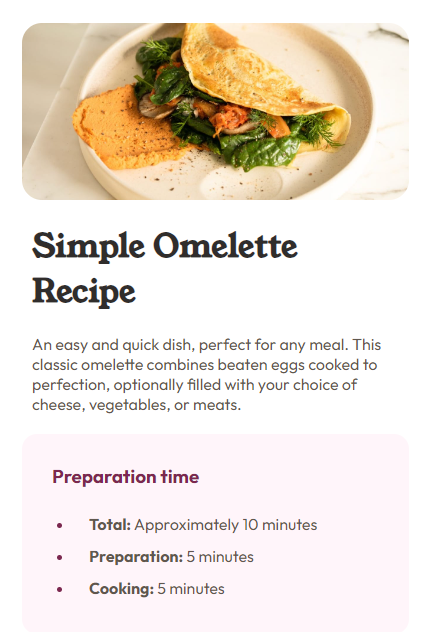 Simple Omelette
Recipe
An easy and quick dish, perfect for any meal. This
classic omelette combines beaten eggs cooked to
perfection, optionally filled with your choice of
cheese, vegetables, or meats.
Preparation time
• Total: Approximately 10 minutes
• Preparation: 5 minutes
• Cooking: 5 minutes